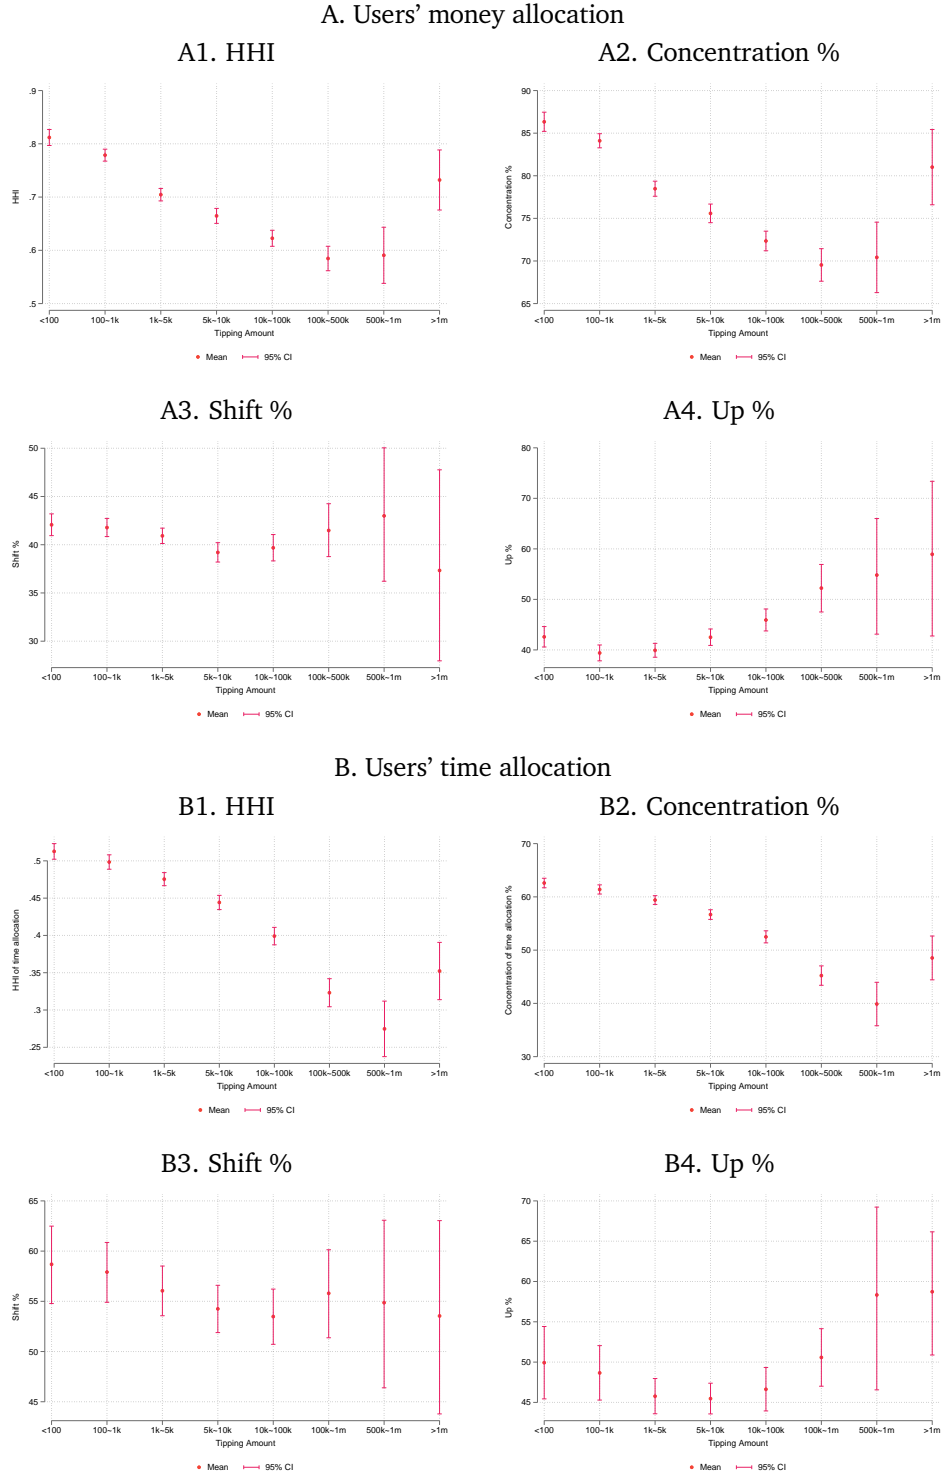 A. Users’ money allocation
A1. HHI
.9
.8
.7
.6
.5
HHI
<100 100~1k 1k~5k 5k~10k 10k~100k 100k~500k 500k~1m >1m
Tipping Amount
Mean 95% CI
A2. Concentration %
90
85
80
75
70
65
Concentration %
<100 100~1k 1k~5k 5k~10k 10k~100k 100k~500k 500k~1m >1m
Tipping Amount
Mean 95% CI
A3. Shift %
50
45
40
35
30
Shift %
<100 100~1k 1k~5k 5k~10k 10k~100k 100k~500k 500k~1m >1m
Tipping Amount
Mean 95% CI
A4. Up %
80
70
60
50
40
Up %
<100 100~1k 1k~5k 5k~10k 10k~100k 100k~500k 500k~1m >1m
Tipping Amount
Mean 95% CI
B. Users’ time allocation
B1. HHI
.5
.45
.4
.35
.3
.25
HHI of time allocation
<100 100~1k 1k~5k 5k~10k 10k~100k 100k~500k 500k~1m >1m
Tipping Amount
Mean 95% CI
B2. Concentration %
70
60
50
40
30
Concentration of time allocation %
<100 100~1k 1k~5k 5k~10k 10k~100k 100k~500k 500k~1m >1m
Tipping Amount
Mean 95% CI
B3. Shift %
65
60
55
50
45
Shift %
<100 100~1k 1k~5k 5k~10k 10k~100k 100k~1m 500k~1m >1m
Tipping Amount
Mean 95% CI
B4. Up %
70
65
60
55
50
45
Up %
<100 100~1k 1k~5k 5k~10k 10k~100k 100k~500k 500k~1m >1m
Tipping Amount
Mean 95% CI